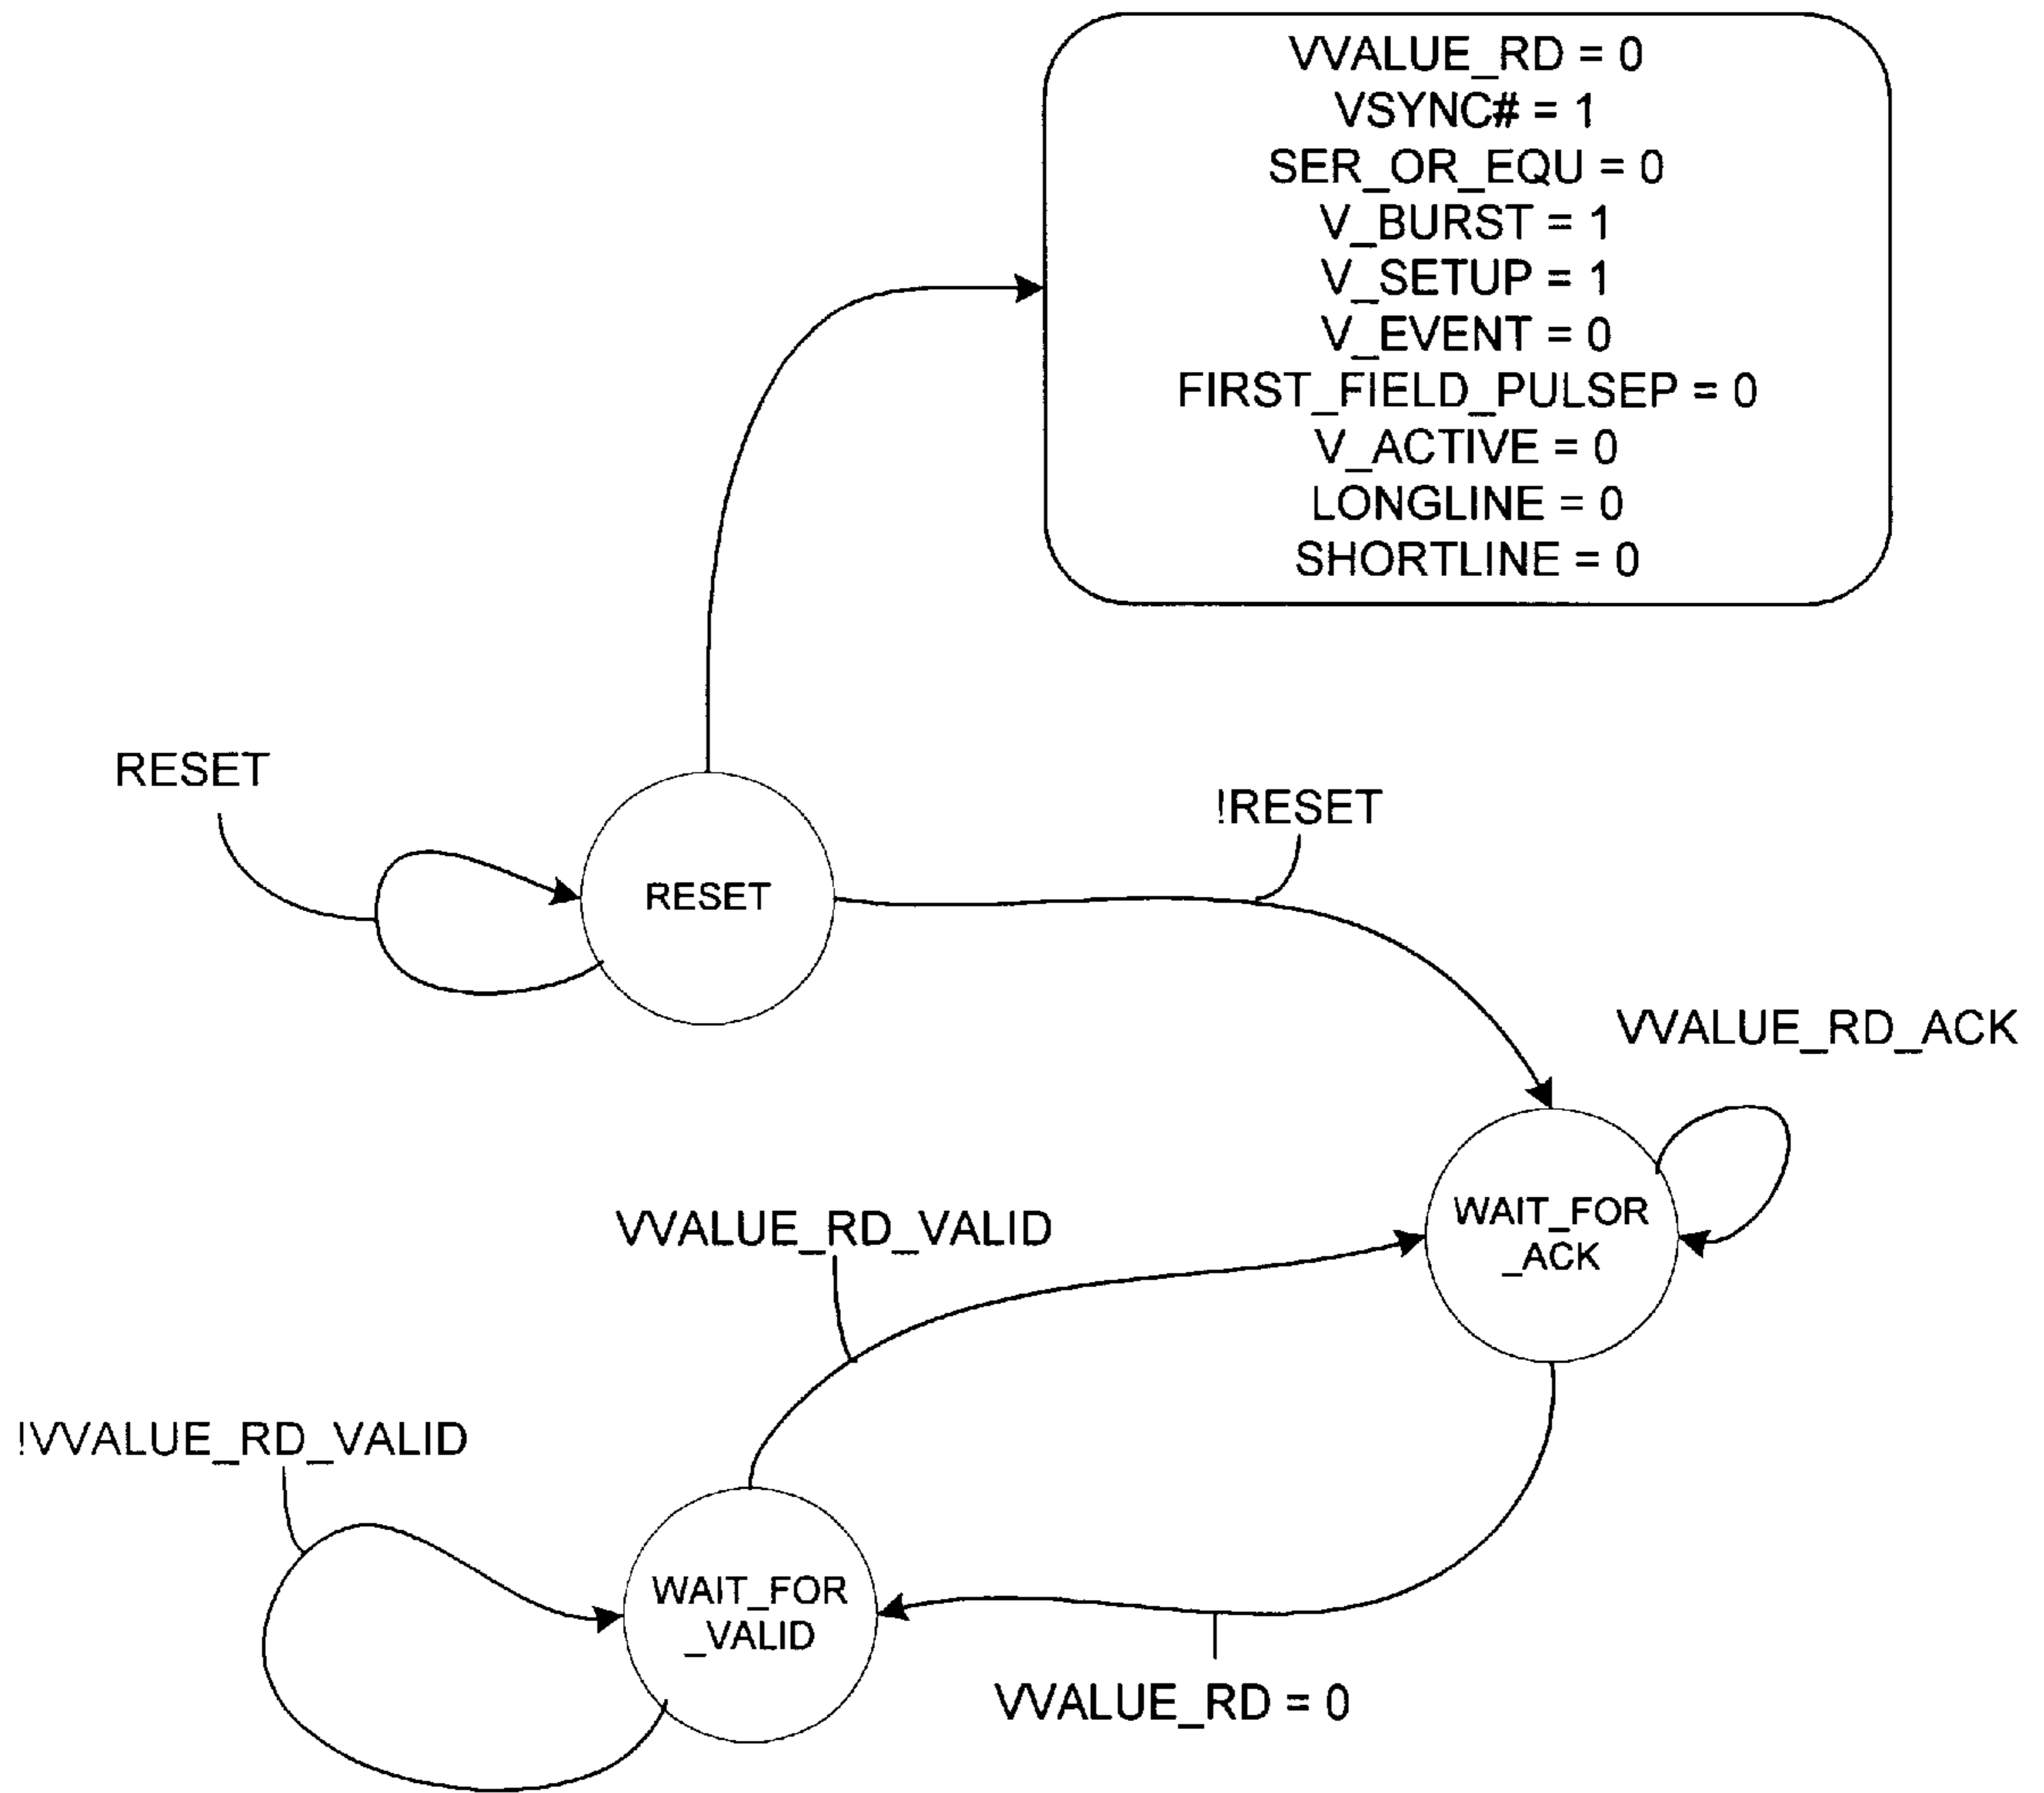 VVALUE_RD = 0
VSYNC# = 1
SER_OR_EQU = 0
V_BURST = 1
V_SETUP = 1
V_EVENT = 0
FIRST_FIELD_PULSEP = 0
V_ACTIVE = 0
LONGLINE = 0
SHORTLINE = 0
RESET
!RESET
RESET
VVALUE_RD_ACK
WAIT_FOR
_ACK
VVALUE_RD_VALID
!VVALUE_RD_VALID
WAIT_FOR
_VALID
VVALUE_RD = 0